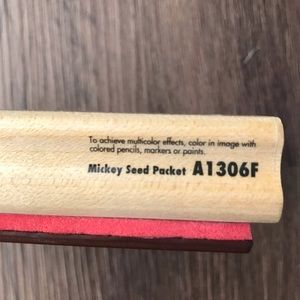 To achieve multicolor effects, color in image with
colored pencils, markers or paints.
Mickey Seed Packet A1306F